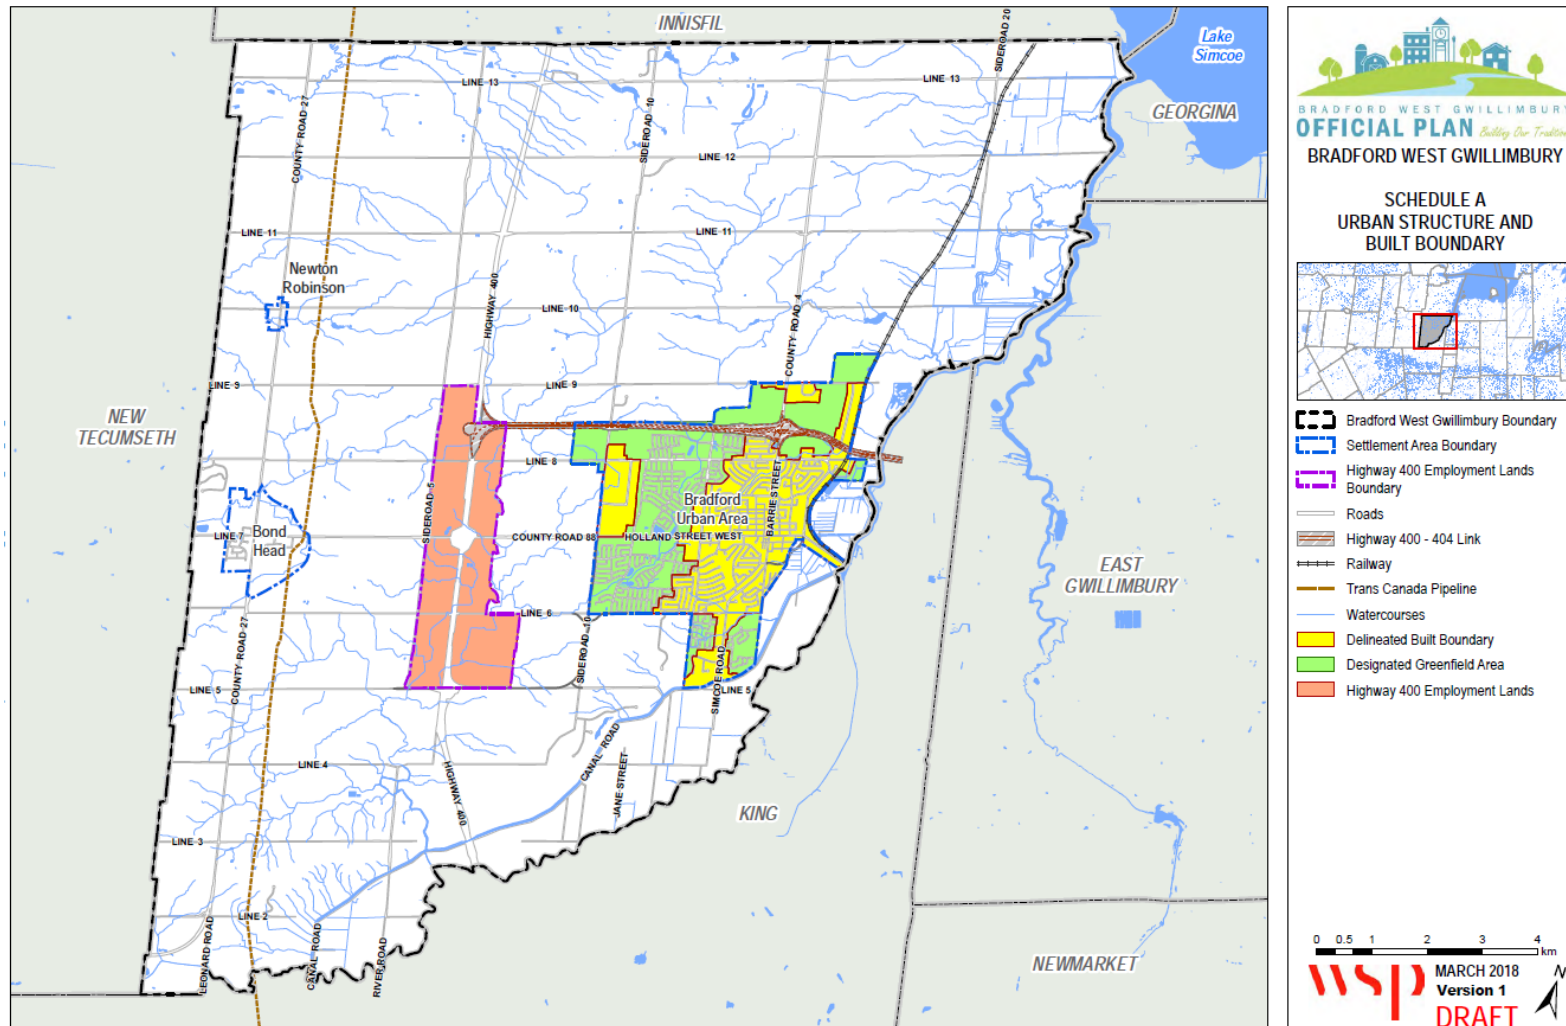 INNISFIL
SIDEROAD 20
Lake
Simcoe
GEORGINA
LINE 13
LINE 13
COUNTY ROAD 27
SIDEROAD 10
LINE 12
LINE 11
LINE 11
Newton
Robinson
HIGHWAY 400
LINE 10
COUNTY ROAD 4
LINE 9
LINE 9
NEW
TECUMSETH
LINE 8
SIDEROAD 5
BARRIE STREET
Bradford
Urban Area
LINE 7
Bond
Head
COUNTY ROAD 88
HOLLAND
STREET WEST
EAST
GWILLIMBURY
LINE 6
COUNTY ROAD 27
SIDEROAD 10
SIMCOE ROAD
LINE 5
LINE 5
LINE 4
HIGHWAY 400
CANAL ROAD
JANE STREET
KING
LINE 3
LINE 2
LEONARD ROAD
CANAL ROAD
RIVER ROAD
NEWMARKET
BRADFORD WEST GWILLIMBURY
OFFICIAL PLAN
BRADFORD WEST GWILLIMBURY
SCHEDULE A
URBAN STRUCTURE AND
BUILT BOUNDARY
Bradford West Gwillimbury Boundary
Settlement Area Boundary
Highway 400 Employment Lands
Boundary
Roads
Highway 400 - 404 Link
Railway
Trans Canada Pipeline
Watercourses
Delineated Built Boundary
Designated Greenfield Area
Highway 400 Employment Lands
0 0.5 1 2 3 4
km
wsp
MARCH 2018
Version 1
DRAFT
N